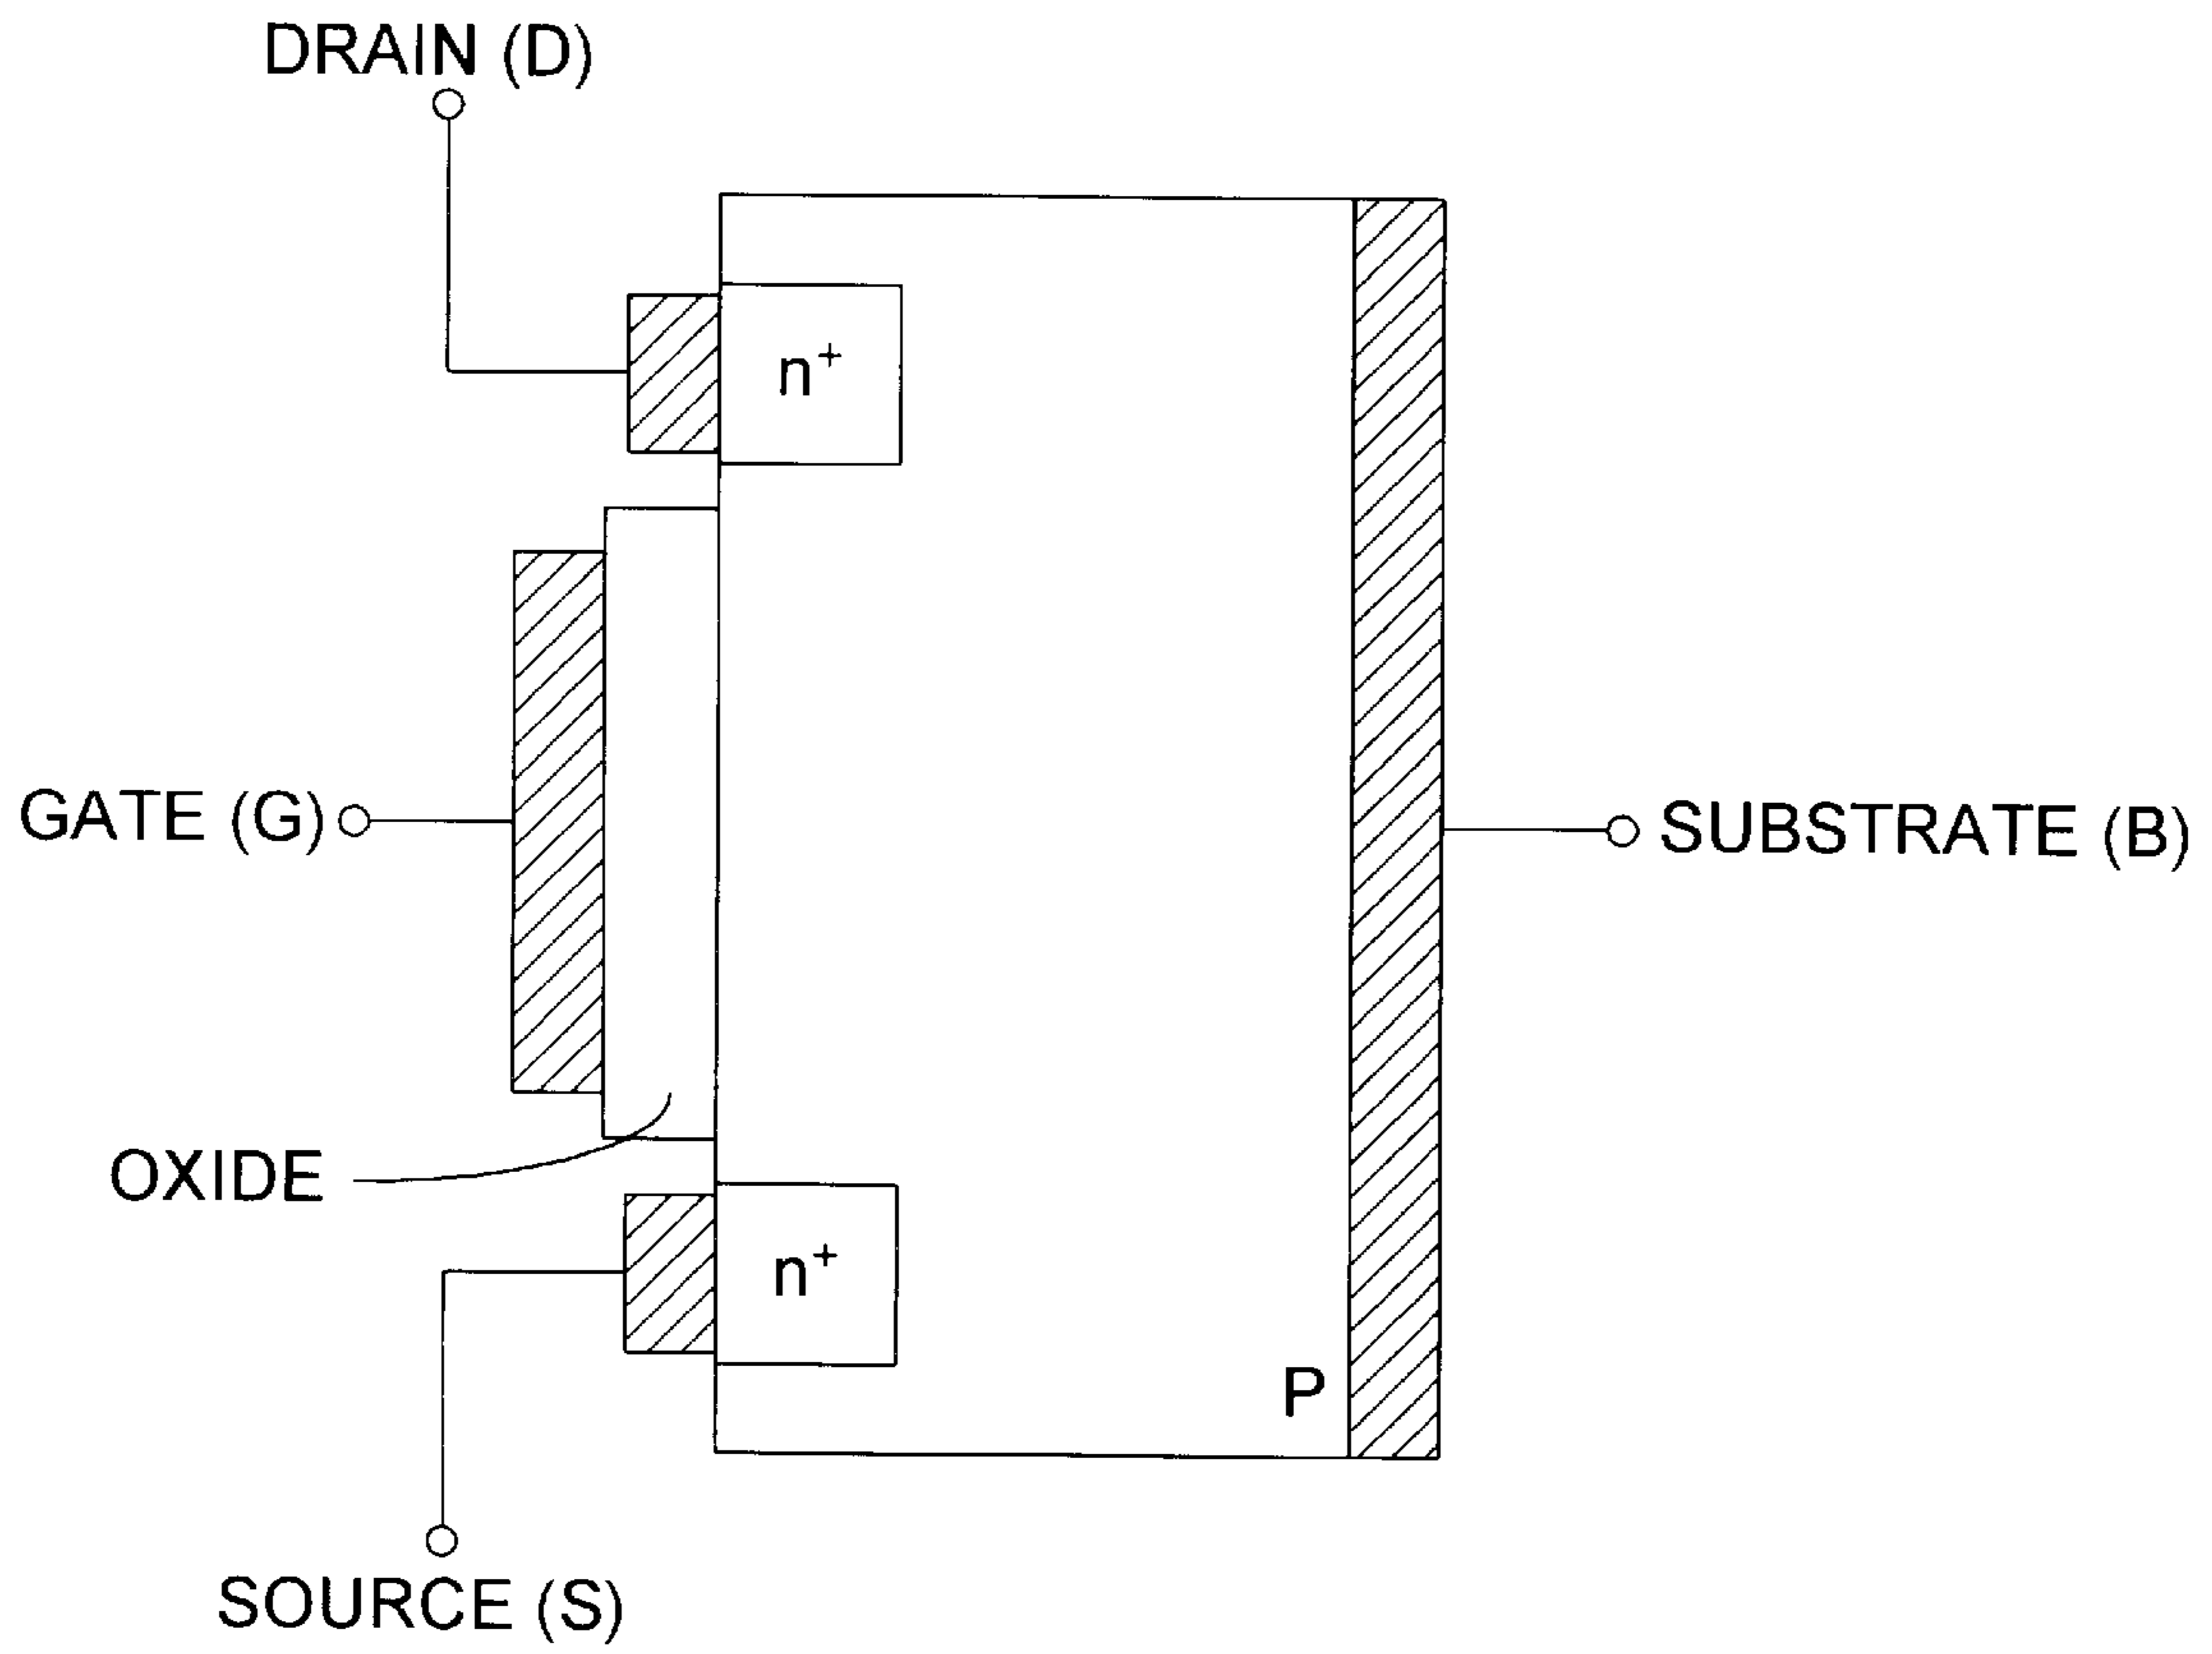 DRAIN (D)
n+
GATE (G)
SUBSTRATE (B)
OXIDE
n+
P
SOURCE (S)